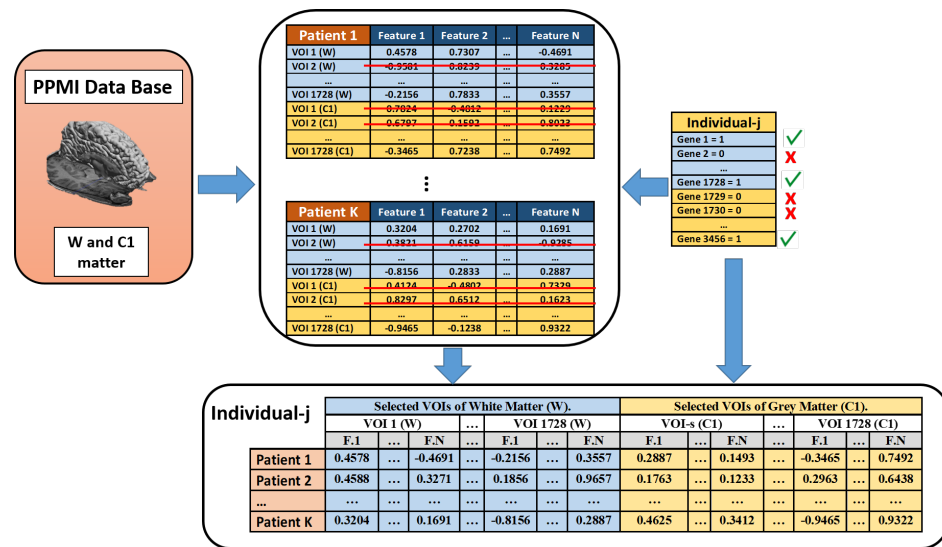 PPMI Data Base
W and C1
matter
Patient 1 Feature 1 Feature 2 ... Feature N
VOI 1 (W) 0.4578 0.7307 ... -0.4691
VOI 2 (W) -0.9581 0.8239 ... 0.3285
... ... ... ... ...
VOI 1728 (W) -0.2156 0.7833 ... 0.3557
VOI 1 (C1) 0.7824 -0.4812 ... 0.1229
VOI 2 (C1) 0.6797 0.1592 ... 0.8023
... ... ... ... ...
VOI 1728 (C1) -0.3465 0.7238 ... 0.7492
⋮
Patient K Feature 1 Feature 2 ... Feature N
VOI 1 (W) 0.3204 0.2702 ... 0.1691
VOI 2 (W) 0.3821 0.6159 ... -0.9285
... ... ... ... ...
VOI 1728 (W) -0.8156 0.2833 ... 0.2887
VOI 1 (C1) 0.4124 -0.4802 ... 0.7329
VOI 2 (C1) 0.8297 0.6512 ... 0.1623
... ... ... ... ...
VOI 1728 (C1) -0.9465 -0.1238 ... 0.9322
Individual-j
Gene 1 = 1
Gene 2 = 0
...
Gene 1728 = 1
Gene 1729 = 0
Gene 1730 = 0
...
Gene 3456 = 1
Individual-j
Selected VOIs of White Matter (W). Selected VOIs of Grey Matter (C1).
VOI 1 (W) ... VOI 1728 (W) VOI-s (C1) ... VOI 1728 (C1)
F.1 ... F.N ... F.1 ... F.N F.1 ... F.N ... F.1 ... F.N
Patient 1 0.4578 ... -0.4691 ... -0.2156 ... 0.3557 0.2887 ... 0.1493 ... -0.3465 ... 0.7492
Patient 2 0.4588 ... 0.3271 ... 0.1856 ... 0.9657 0.1763 ... 0.1233 ... 0.2963 ... 0.6438
... ... ... ... ... ... ... ... ... ... ... ... ... ... ...
Patient K 0.3204 ... 0.1691 ... -0.8156 ... 0.2887 0.4625 ... 0.3412 ... -0.9465 ... 0.9322